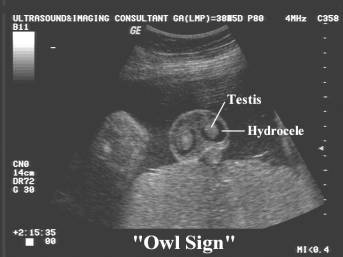 ULTRASOUND&IMAGING CONSULTANT GA(LMP)=38W5D P80 4MHz C358
B11
GE
Testis
Hydrocele
CN0
14cm
DR72
G 30
+2:15:35
00
"Owl Sign"
MI<0.4